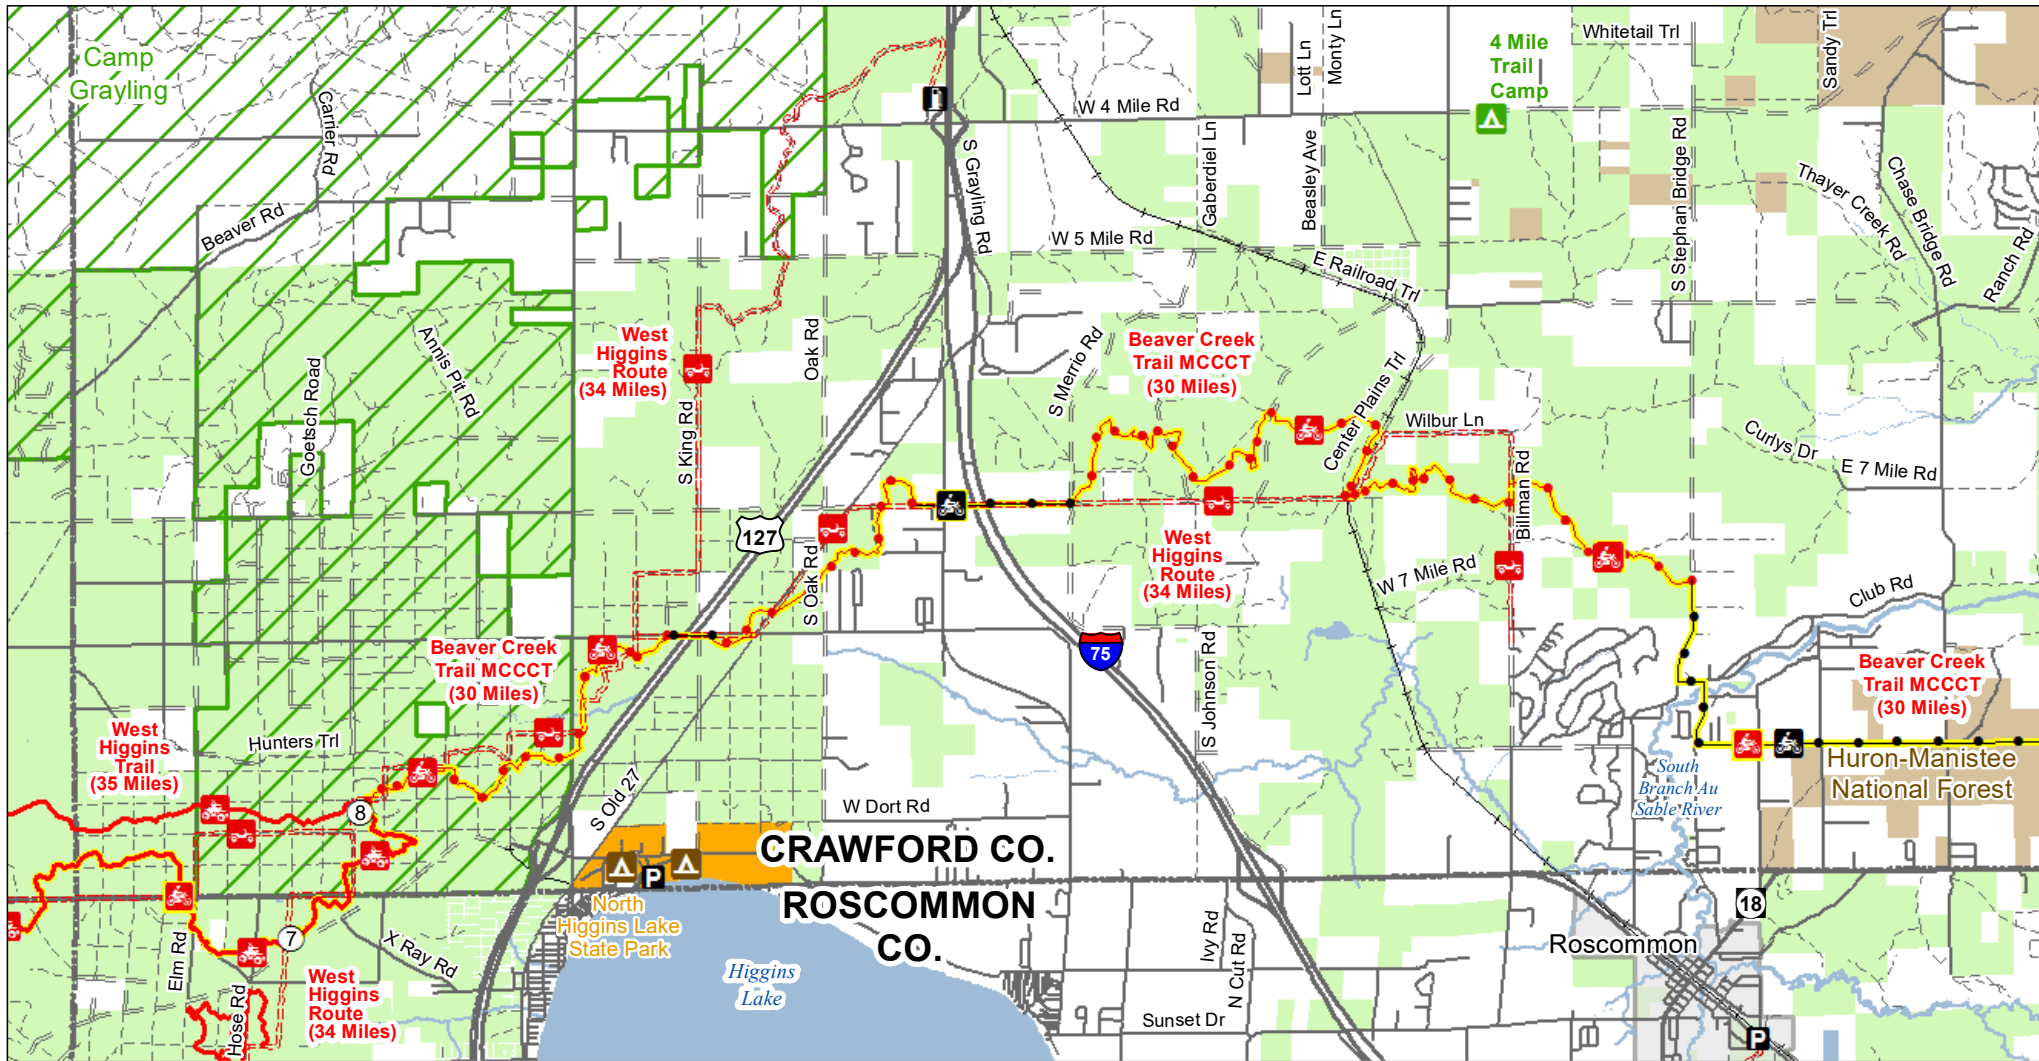 Camp
Grayling
Carrier Rd
Beaver Rd
Annis Pit Rd
Goetsch Road
W 4 Mile Rd
S Grayling Rd
Lott Ln
Monty Ln
4 Mile
Trail
Camp
Whitetail Trl
Sandy Trl
Gaberdiel Ln
Beasley Ave
S Stephan Bridge Rd
Thayer Creek Rd
Chase Bridge Rd
Ranch Rd
W 5 Mile Rd
E Railroad Trl
West
Higgins
Route
(34 Miles)
Oak Rd
S King Rd
S Merrio Rd
Beaver Creek
Trail MCCCT
(30 Miles)
Center Plains Trl
Wilbur Ln
Curlys Dr
E 7 Mile Rd
Billman Rd
127
S Oak Rd
West
Higgins
Route
(34 Miles)
W 7 Mile Rd
Club Rd
75
S Johnson Rd
Beaver Creek
Trail MCCCT
(30 Miles)
Beaver Creek
Trail MCCCT
(30 Miles)
Hunters Trl
West
Higgins
Trail
(35 Miles)
8
S Old 27
W Dort Rd
South
Branch Au
Sable River
Huron-Manistee
National Forest
CRAWFORD CO.
P
ROSCOMMON
CO.
North
Higgins Lake
State Park
Higgins
Lake
18
Roscommon
7
Elm Rd
X Ray Rd
Hose Rd
West
Higgins
Route
(34 Miles)
Ivy Rd
N Cut Rd
Sunset Dr
P